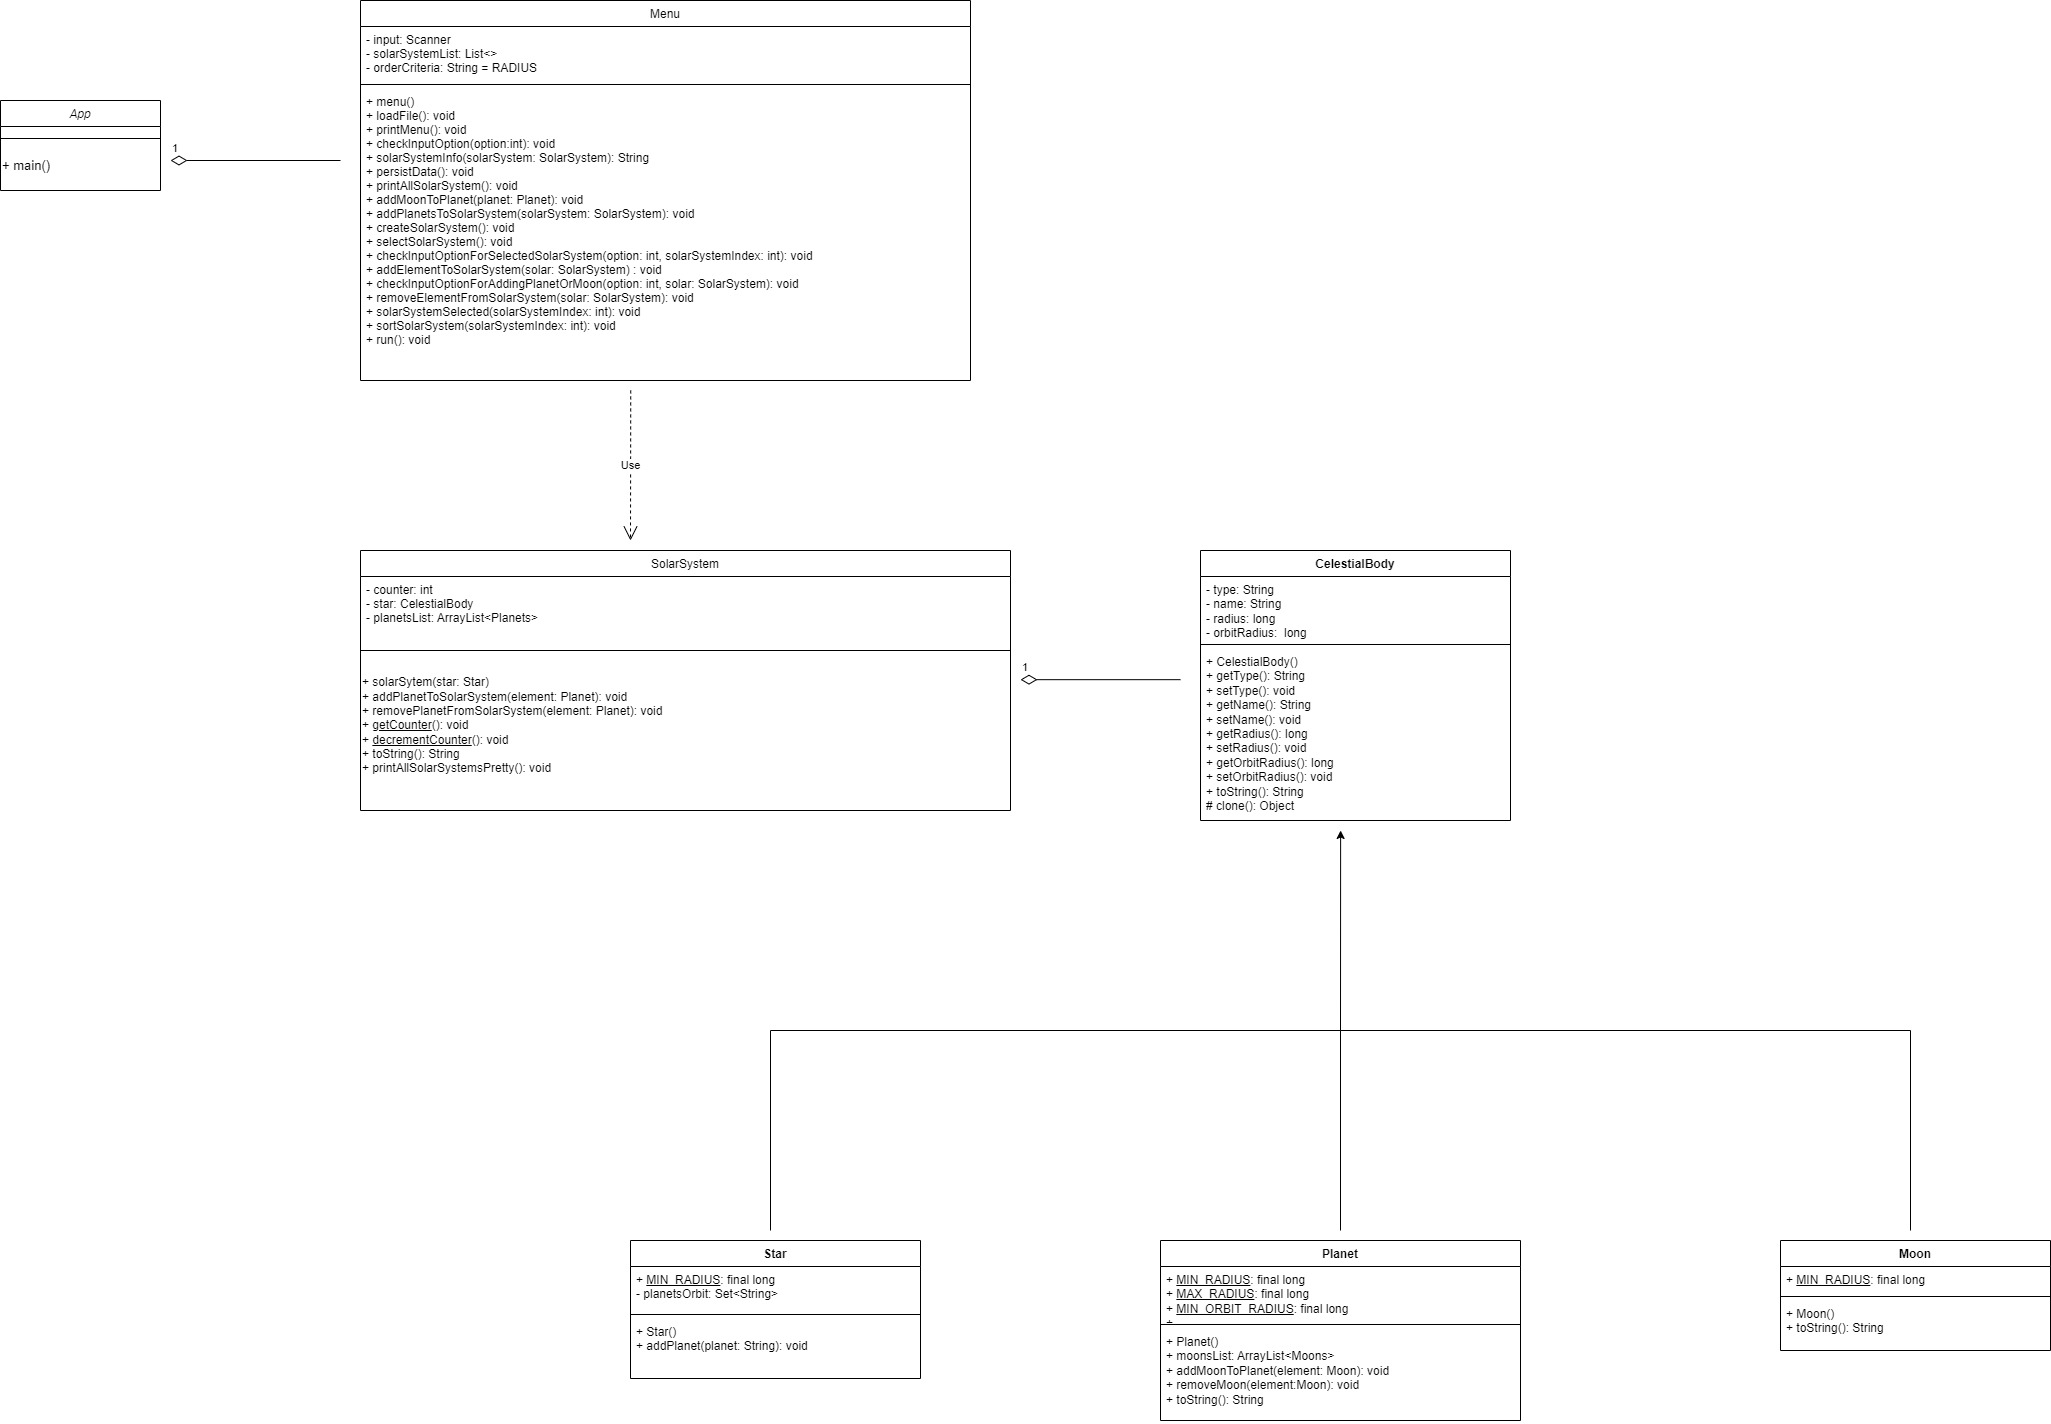 Menu
- input: Scanner
- solarSystemList: List<>
- orderCriteria: String = RADIUS
+ menu()
+ loadFile(): void
+ printMenu(): void
+ checkInputOption(option:int): void
+ solarSystemInfo(solarSystem: SolarSystem): String
+ persistData(): void
+ printAllSolarSystem(): void
+ addMoonToPlanet(planet: Planet): void
+ addPlanetsToSolarSystem(solarSystem: SolarSystem): void
+ createSolarSystem(): void
+ selectSolarSystem(): void
+ checkInputOptionForSelectedSolarSystem(option: int, solarSystemIndex: int): void
+ addElementToSolarSystem(solar: SolarSystem) : void
+ checkInputOptionForAddingPlanetOrMoon(option: int, solar: SolarSystem): void
+ removeElementFromSolarSystem(solar: SolarSystem): void
+ solarSystemSelected(solarSystemIndex: int): void
+ sortSolarSystem(solarSystemIndex: int): void
+ run(): void
App
+ main()
1
Use
SolarSystem
- counter: int
- star: CelestialBody
- planetsList: ArrayList<Planets>
+ solarSytem(star: Star)
+ addPlanetToSolarSystem(element: Planet): void
+ removePlanetFromSolarSystem(element: Planet): void
+ getCounter(): void
+ decrementCounter(): void
+ toString(): String
+ printAllSolarSystemsPretty(): void
1
CelestialBody
- type: String
- name: String
- radius: long
- orbitRadius:  long
+ CelestialBody()
+ getType(): String
+ setType(): void
+ getName(): String
+ setName(): void
+ getRadius(): long
+ setRadius(): void
+ getOrbitRadius(): long
+ setOrbitRadius(): void
+ toString(): String
# clone(): Object
Star
+ MIN_RADIUS: final long
- planetsOrbit: Set<String>
+ Star()
+ addPlanet(planet: String): void
Planet
+ MIN_RADIUS: final long
+ MAX_RADIUS: final long
+ MIN_ORBIT_RADIUS: final long
+
+ Planet()
+ moonsList: ArrayList<Moons>
+ addMoonToPlanet(element: Moon): void
+ removeMoon(element:Moon): void
+ toString(): String
Moon
+ MIN_RADIUS: final long
+ Moon()
+ toString(): String